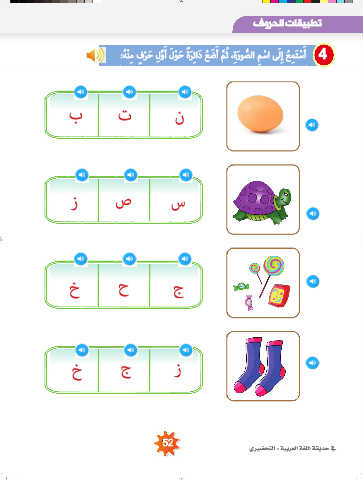 تطبيقات الحروف
4 أَسْتَمِعُ إِلَى اسْمِ الصُّورَةِ، ثُمَّ أَضَعُ دَائِرَةً حَوْلَ أَوَّلِ حَرْفٍ مِنْهُ:
ن ت ب
س ص ز
ج ح خ
ز ج خ
52
في حديقة اللغة العربية - التحضيري